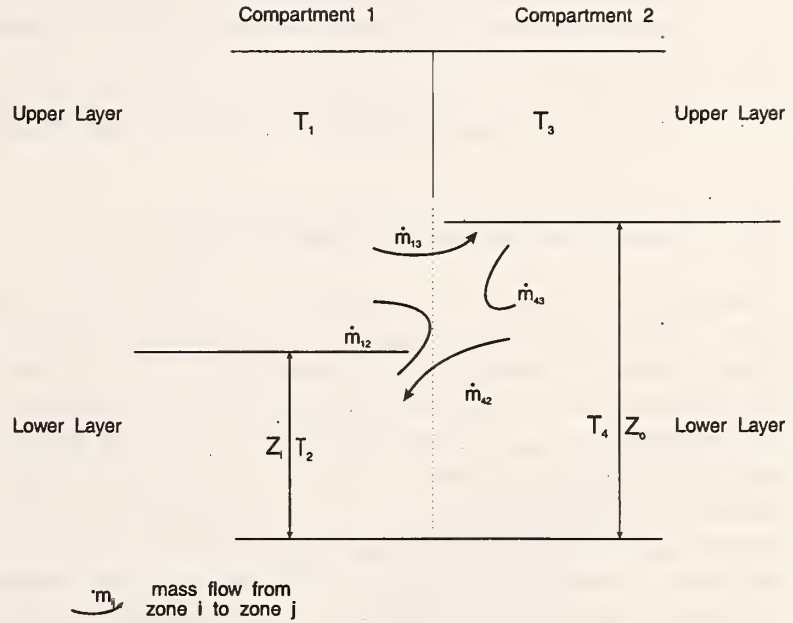 Compartment 1 Compartment 2
Upper Layer T₁ T₃ Upper Layer
ṁ₁₃
ṁ₄₃
ṁ₁₂
ṁ₄₂
Lower Layer Zᵢ T₂ T₄ Z₀ Lower Layer
ṁᵢⱼ mass flow from
zone i to zone j